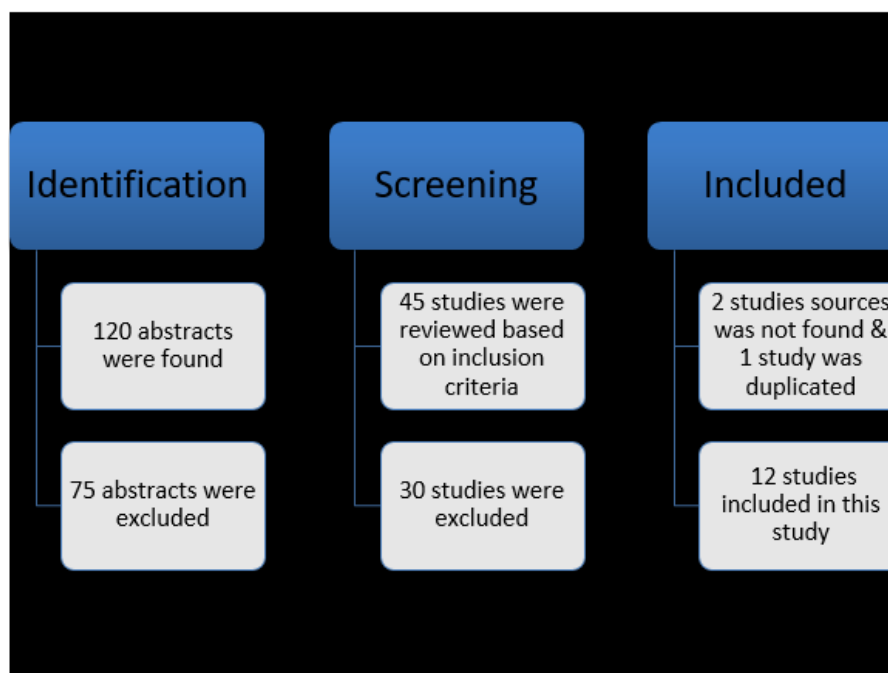 Identification
120 abstracts
were found
75 abstracts were
excluded
Screening
45 studies were
reviewed based
on inclusion
criteria
30 studies were
excluded
Included
2 studies sources
was not found &
1 study was
duplicated
12 studies
included in this
study